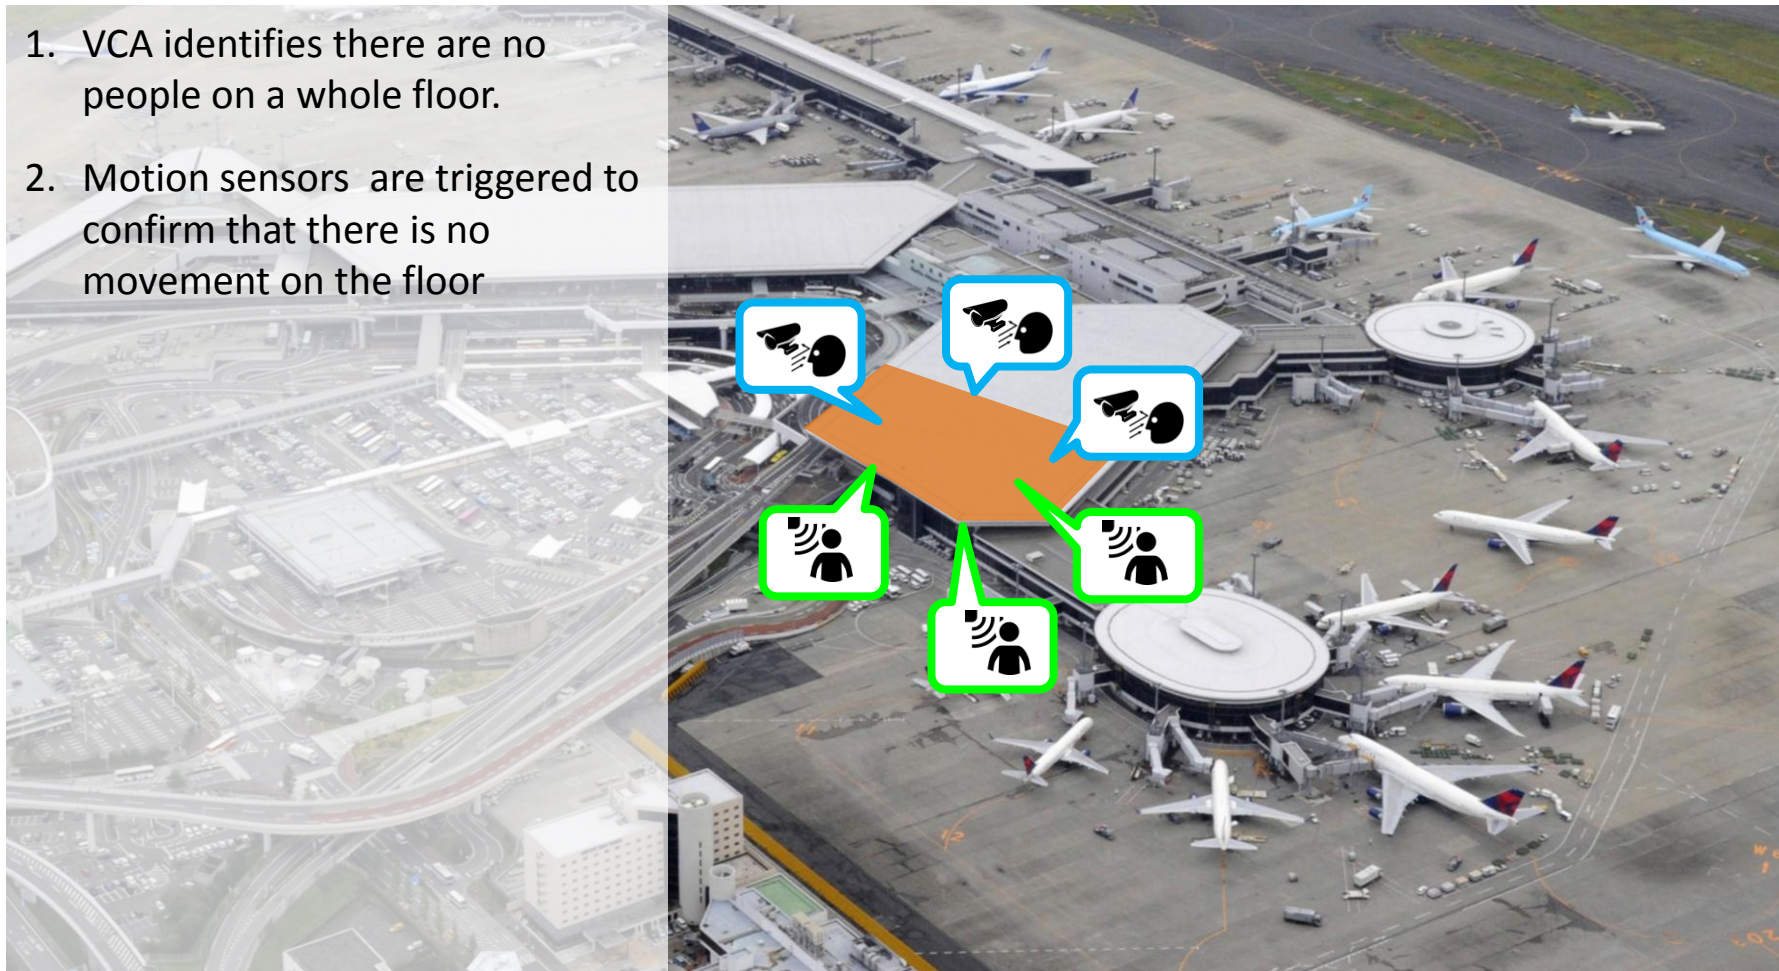 1. VCA identifies there are no
people on a whole floor.
2. Motion sensors  are triggered to
confirm that there is no
movement on the floor
12